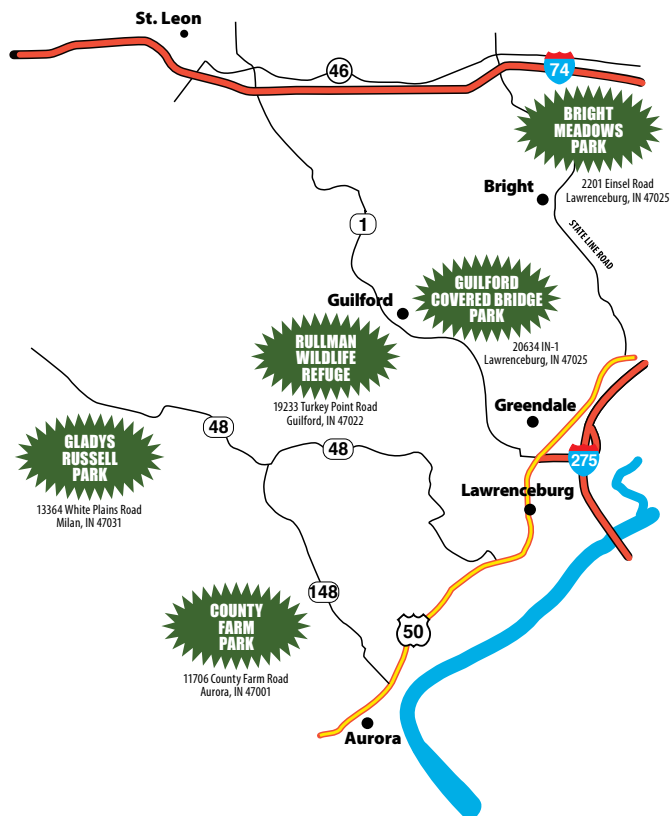 St. Leon
46
74
BRIGHT
MEADOWS
PARK
2201 Einsel Road
Lawrenceburg, IN 47025
Bright
STATE LINE ROAD
1
GUILFORD
COVERED BRIDGE
PARK
20634 IN-1
Lawrenceburg, IN 47025
Guilford
RULLMAN
WILDLIFE
REFUGE
19233 Turkey Point Road
Guilford, IN 47022
Greendale
48
48
GLADYS
RUSSELL
PARK
13364 White Plains Road
Milan, IN 47031
275
Lawrenceburg
148
COUNTY
FARM
PARK
11706 County Farm Road
Aurora, IN 47001
50
Aurora